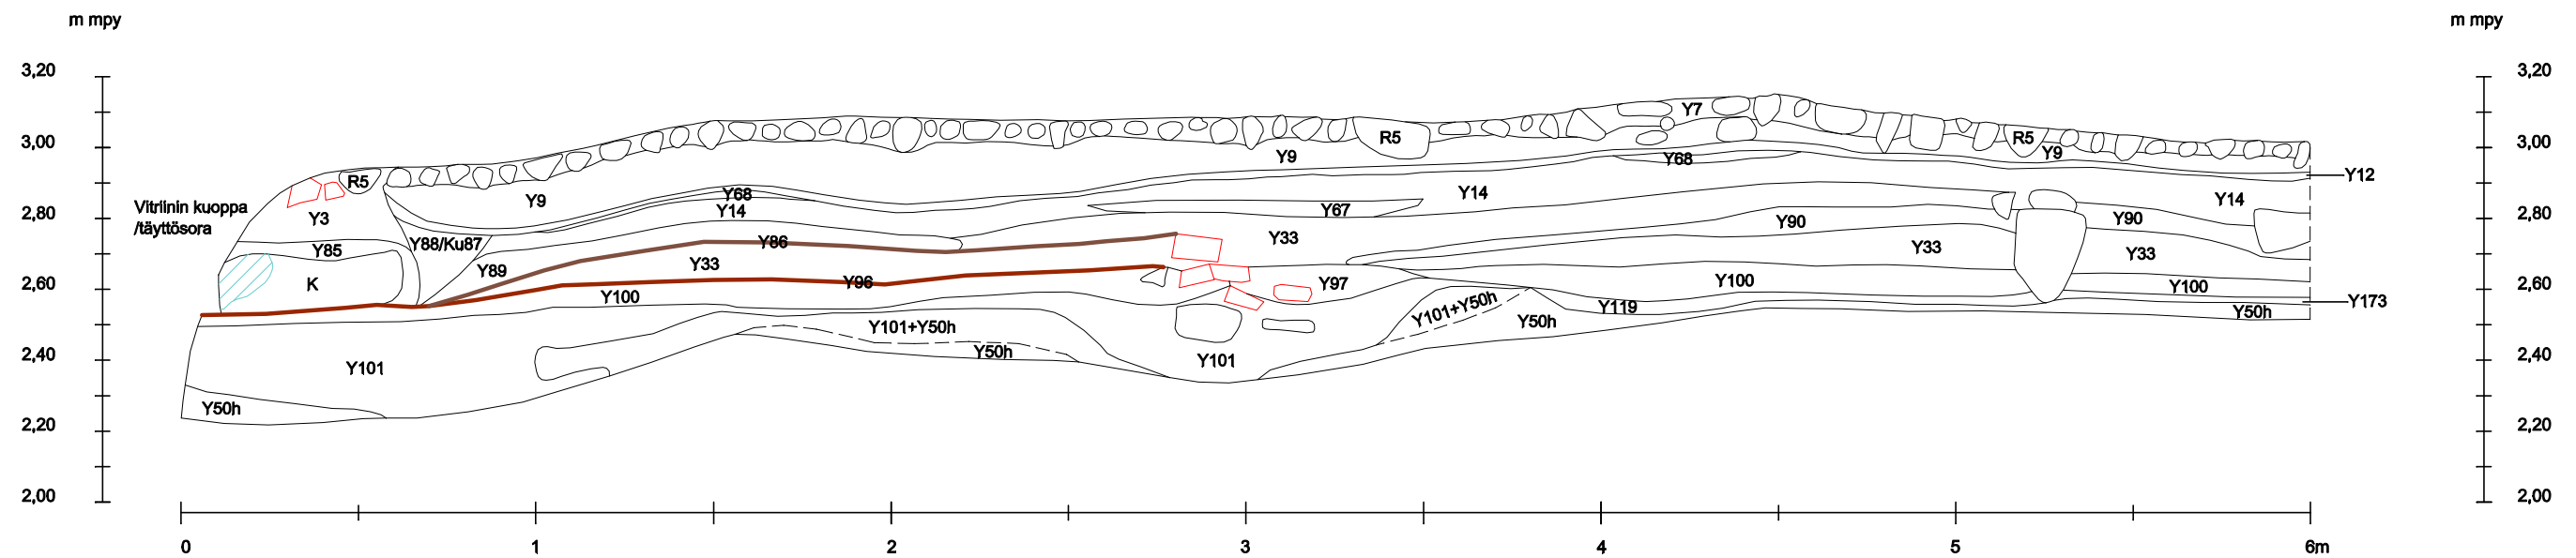 m mpy
m mpy
3,20
3,20
Y7
R5
R5
3,00
3,00
Y9
Y9
Y68
Y12
R5
Y68
Y14
Y14
Y9
Vitriinin kuoppa
/täyttösora
Y3
Y14
Y67
2,80
2,80
Y90
Y90
Y85
Y88/Ku87
Y86
Y33
Y33
Y33
Y89
Y33
K
Y96
Y97
Y100
Y100
2,60
2,60
Y100
Y101+Y50h
Y119
Y173
Y50h
Y50h
Y101+Y50h
Y50h
2,40
2,40
Y101
Y101
Y50h
2,20
2,20
2,00
2,00
0
1
2
3
4
5
6m